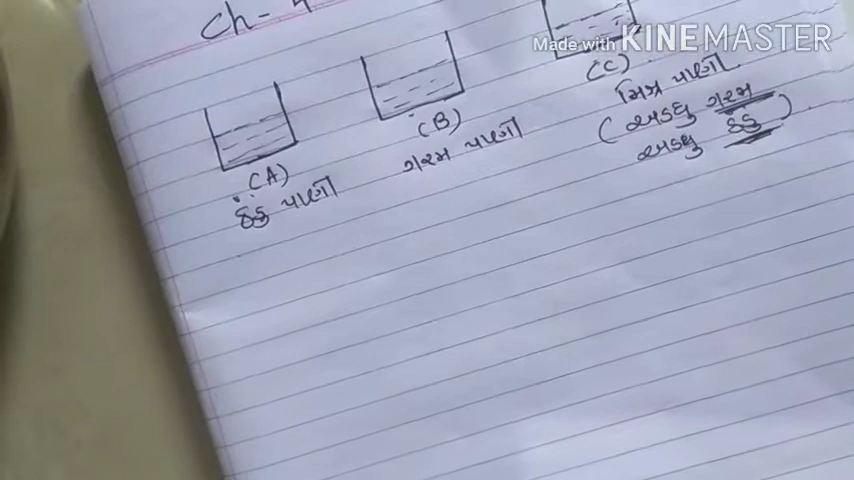 Ch - 4
Made with KINEMASTER
(A)
ઠંડુ પાણી
(B)
ગરમ પાણી
(C)
મિશ્ર પાણી
( અડધુ ગરમ
અડધુ ઠંડુ )